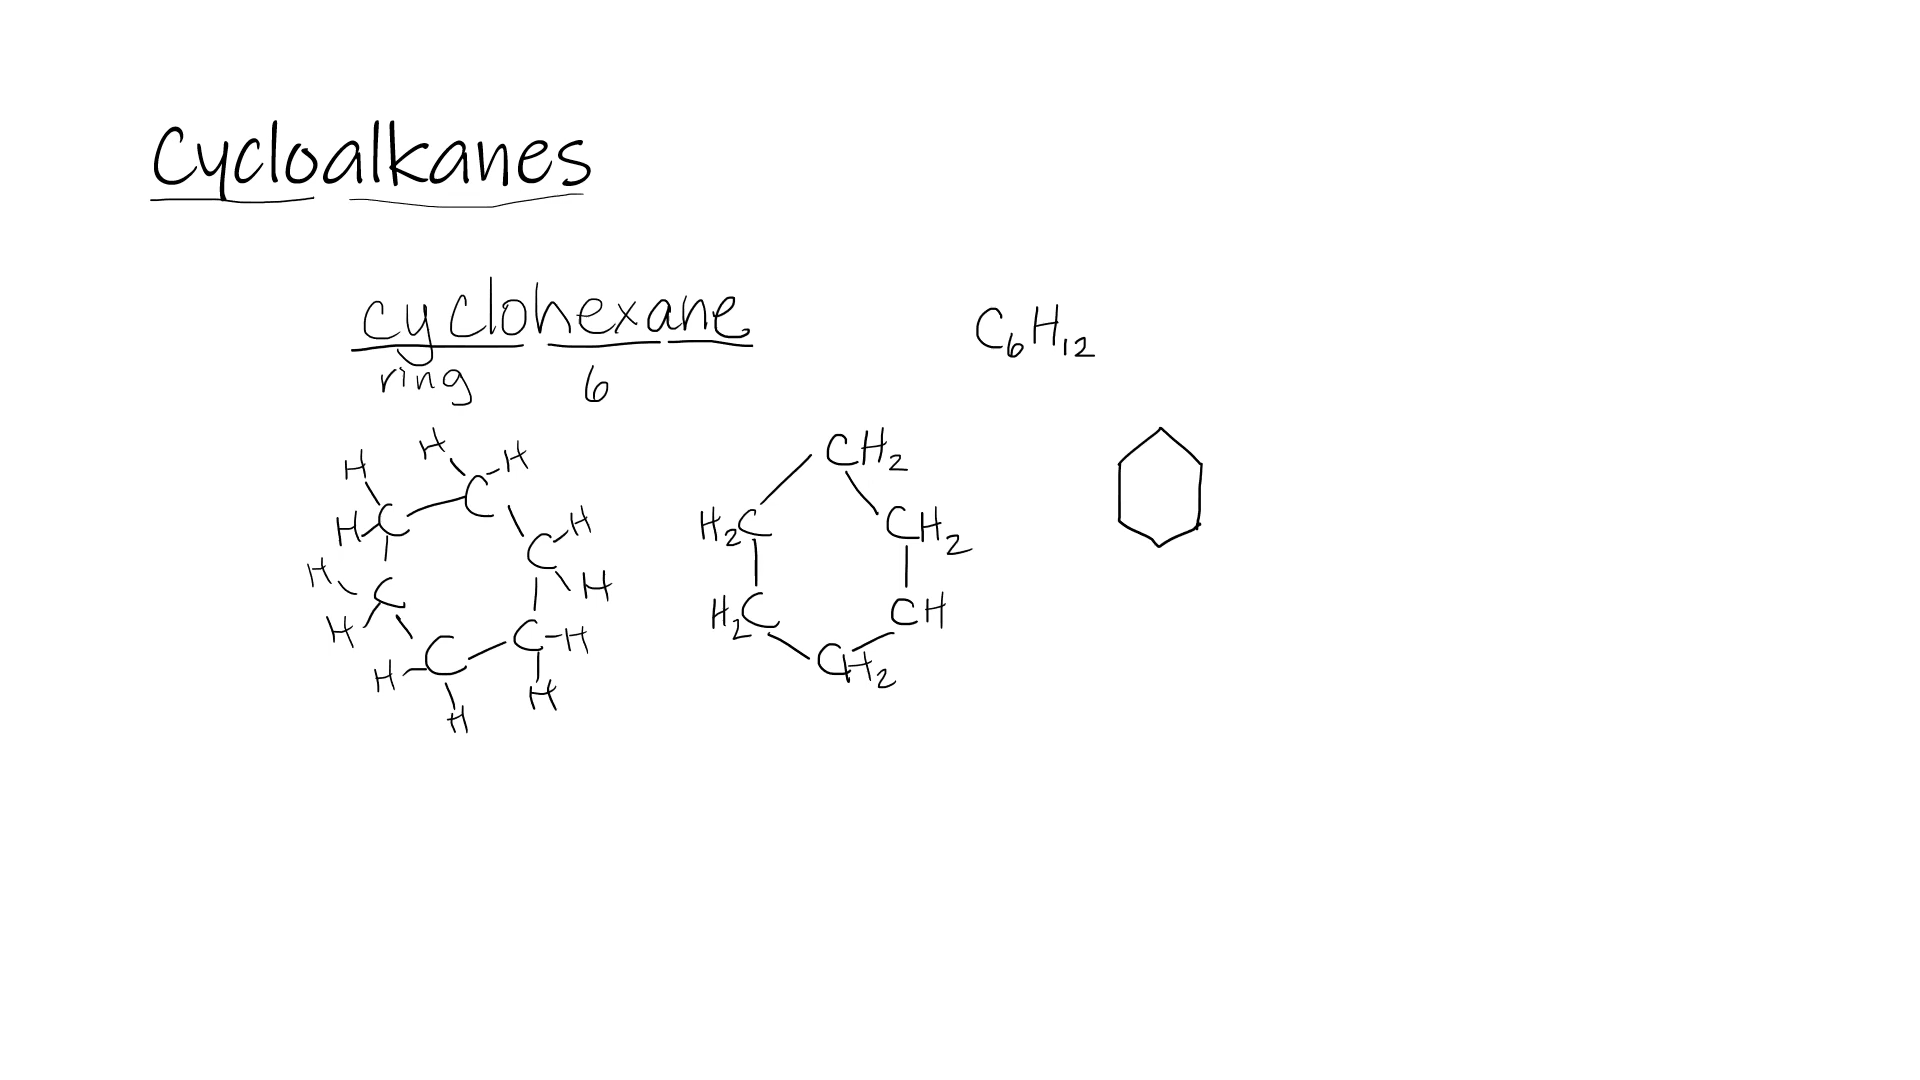 Cycloalkanes
cyclohexane C₆H₁₂
ring 6
H H
H C H
H C C H
H C H
H C H
H C H
H
CH₂
H₂C CH₂
H₂C CH
CH₂